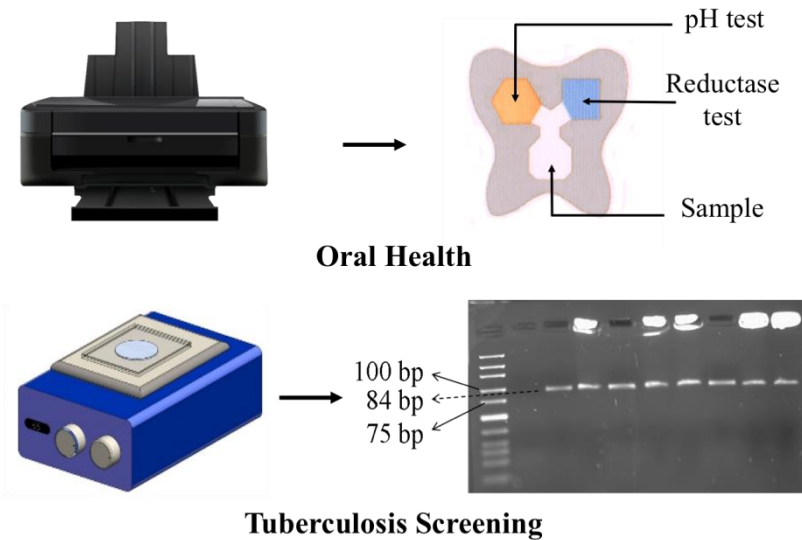 pH test
Reductase
test
Sample
Oral Health
100 bp
84 bp
75 bp
Tuberculosis Screening